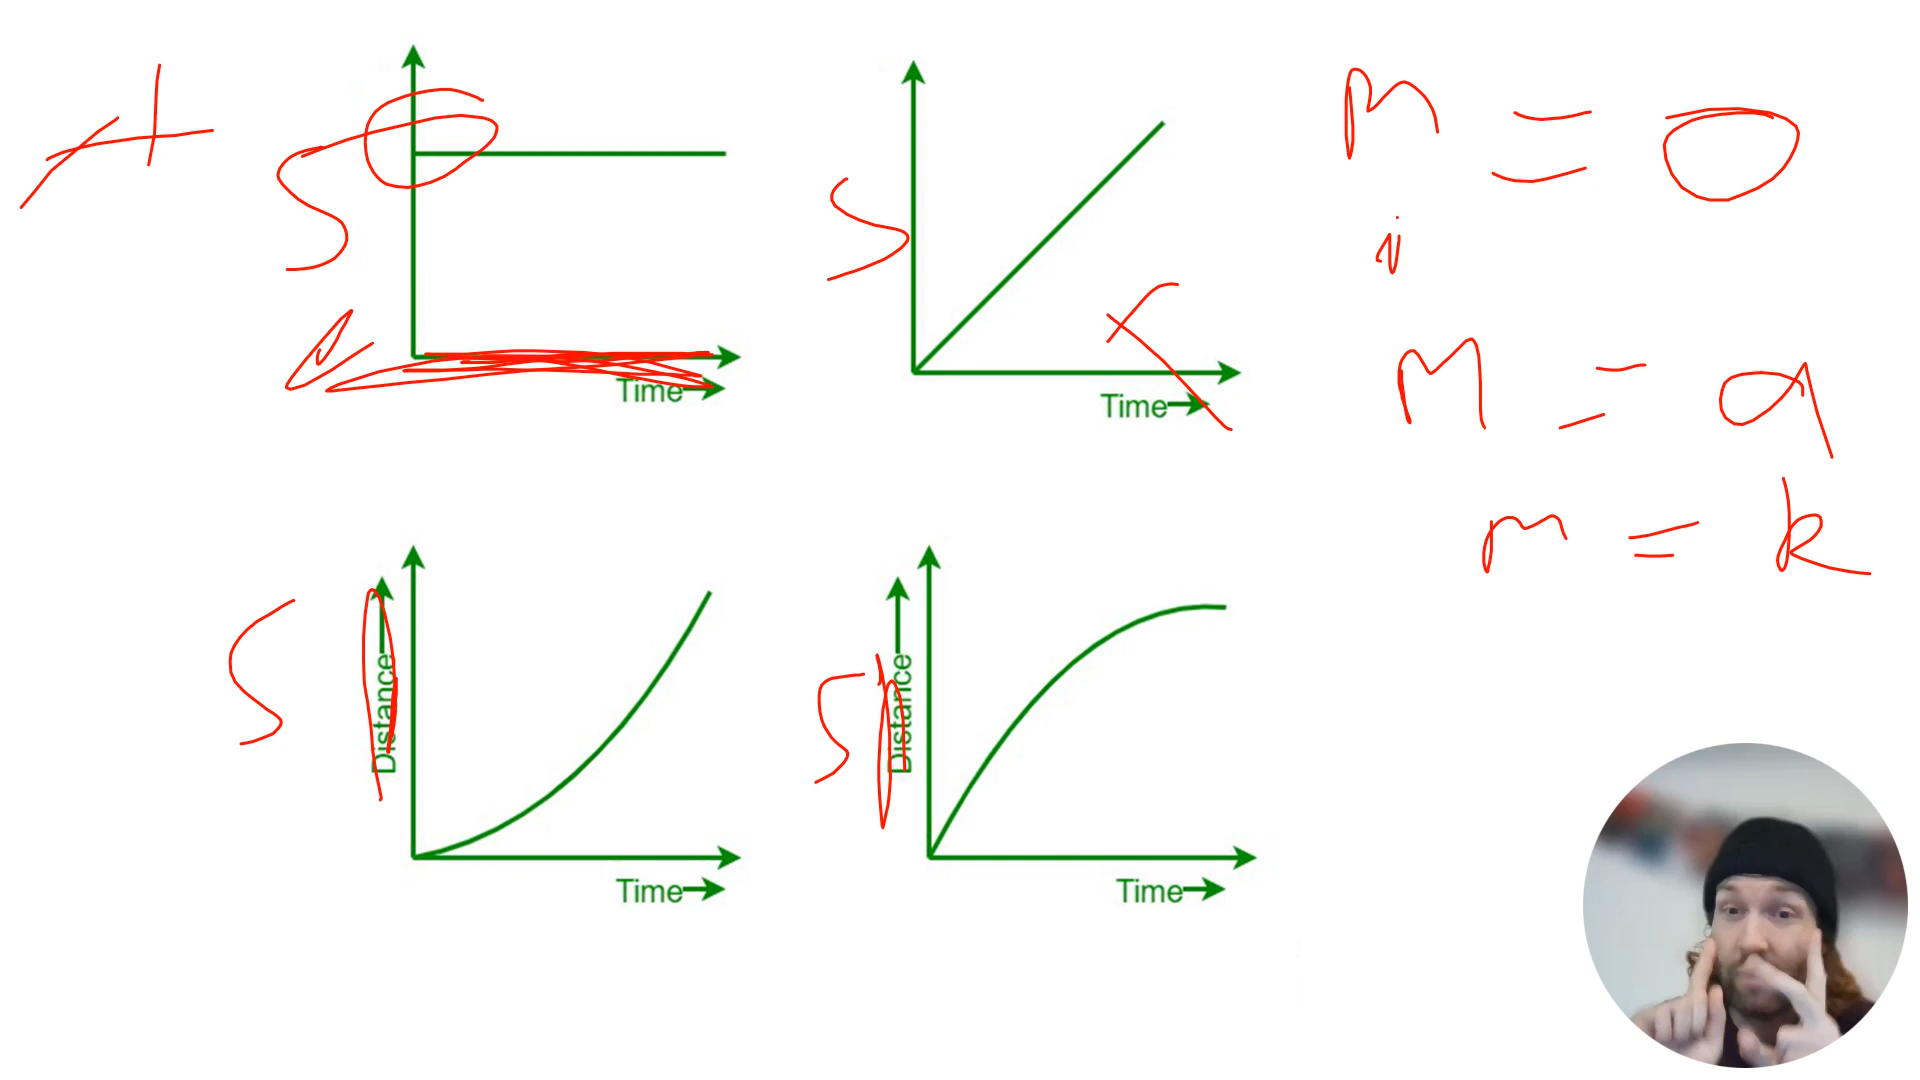 S
S
m = 0
Time
Time
M = a
m = k
S
Distance
S
Distance
Time
Time